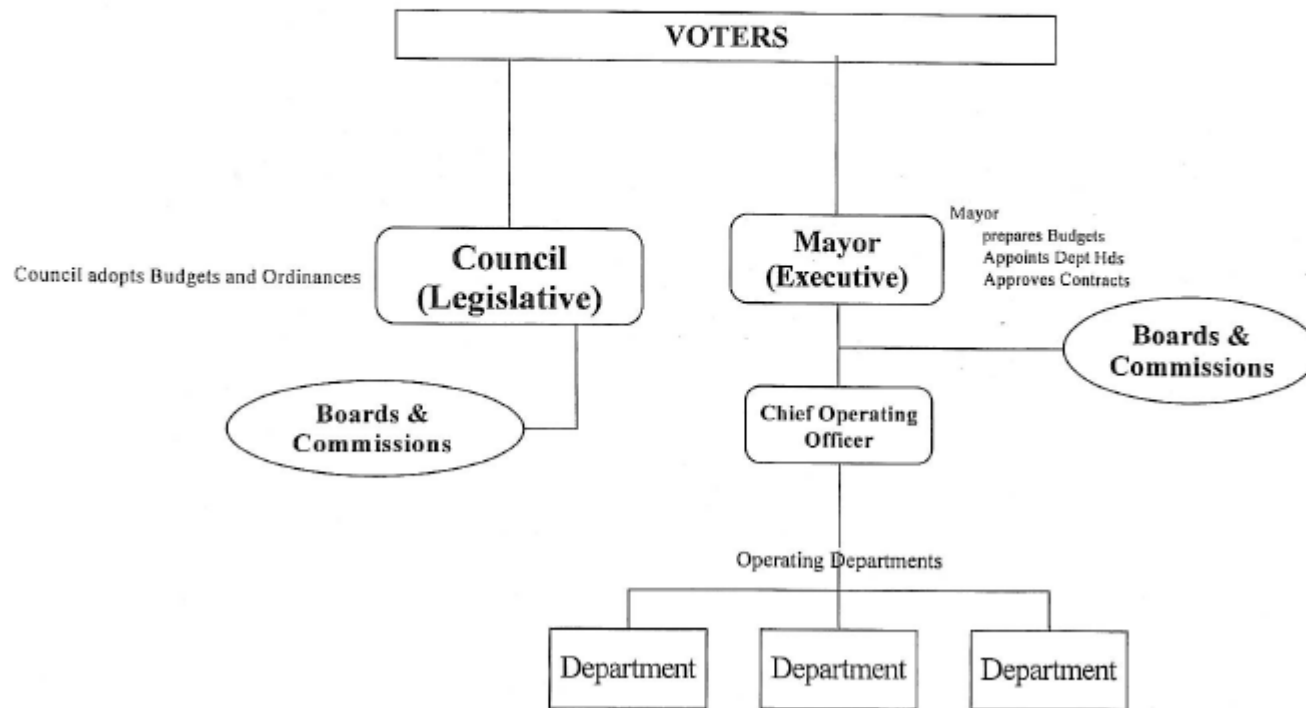 VOTERS
Council adopts Budgets and Ordinances
Council
(Legislative)
Mayor
(Executive)
Mayor
prepares Budgets
Appoints Dept Hds
Approves Contracts
Boards &
Commissions
Boards &
Commissions
Chief Operating
Officer
Operating Departments
Department
Department
Department